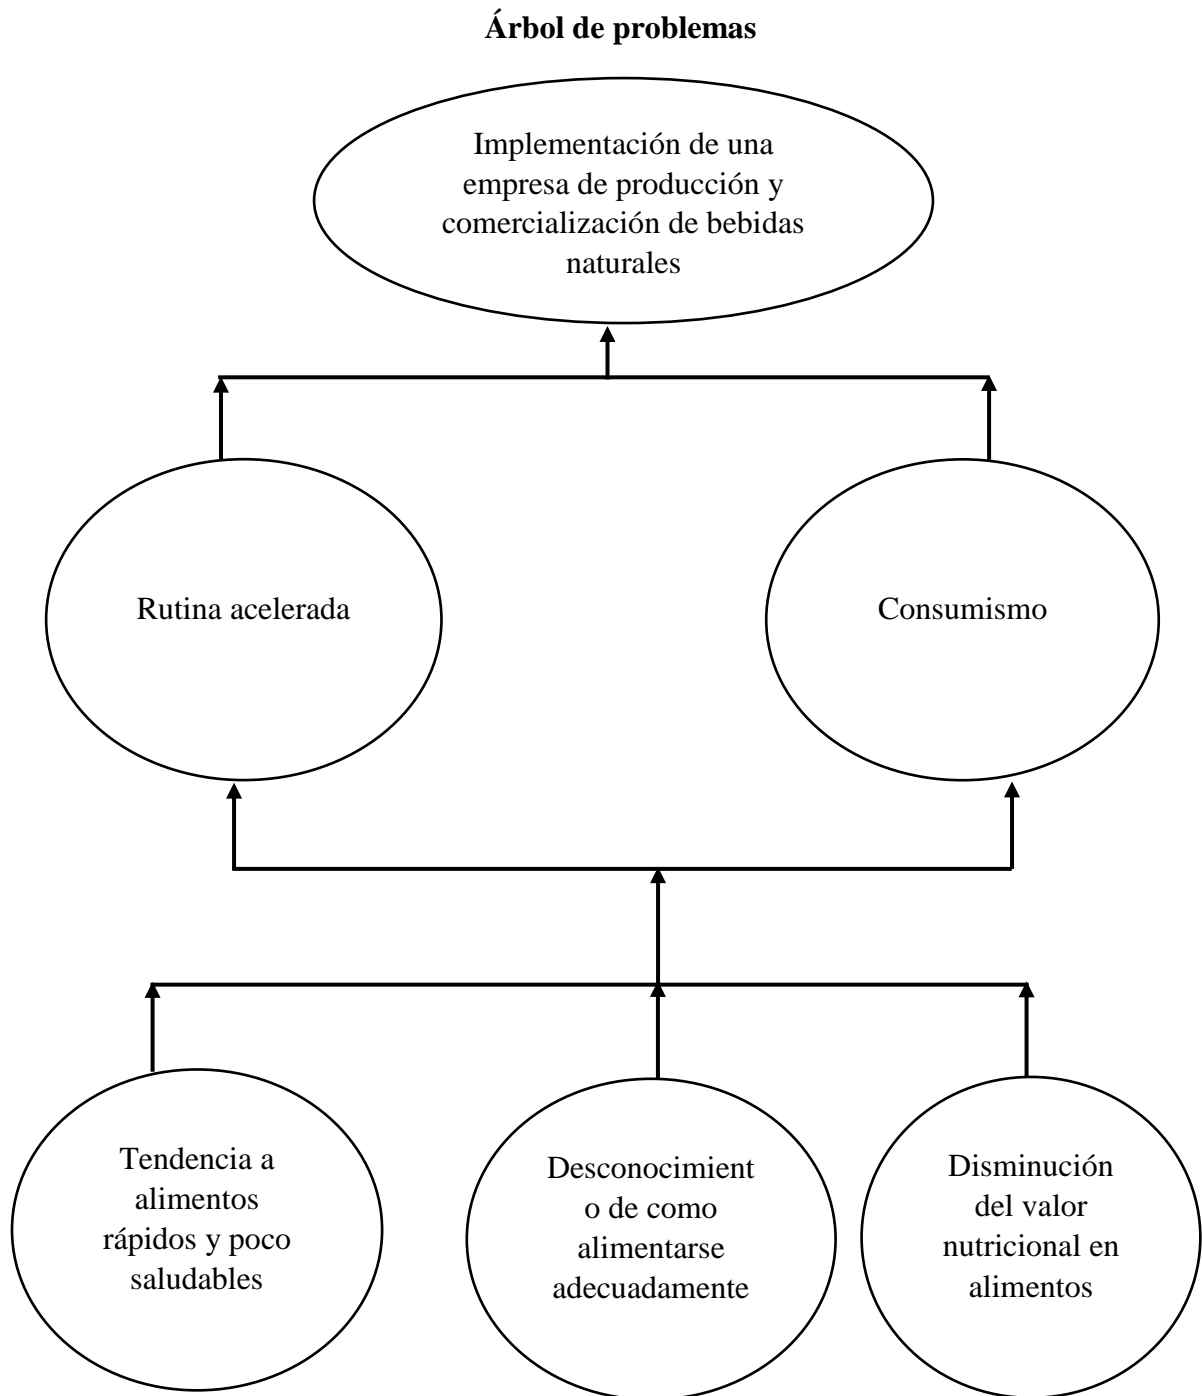 Árbol de problemas
Implementación de una
empresa de producción y
comercialización de bebidas
naturales
Rutina acelerada
Consumismo
Tendencia a
alimentos
rápidos y poco
saludables
Desconocimient
o de como
alimentarse
adecuadamente
Disminución
del valor
nutricional en
alimentos